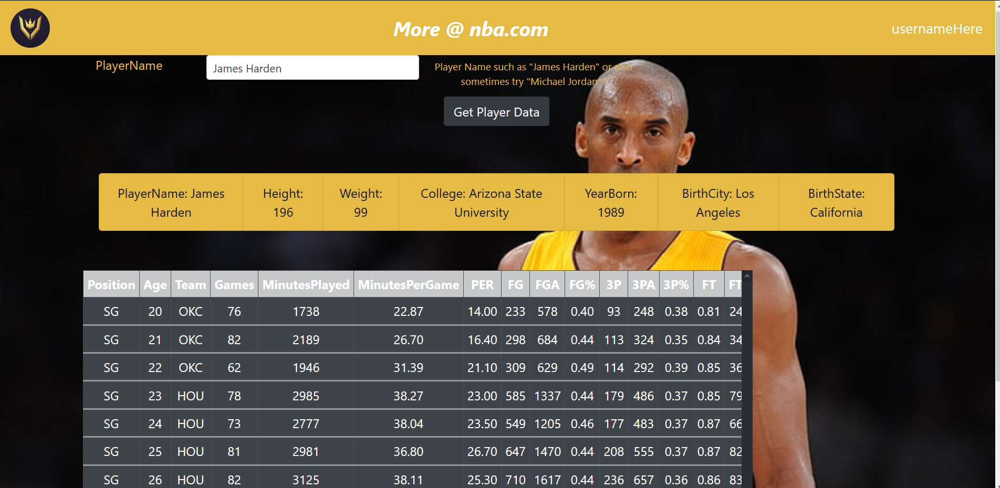 More @ nba.com
usernameHere
PlayerName
James Harden
Player Name such as "James Harden" or also
sometimes try "Michael Jordan*"
Get Player Data
PlayerName: James
Harden
Height:
196
Weight:
99
College: Arizona State
University
YearBorn:
1989
BirthCity: Los
Angeles
BirthState:
California
Position Age Team Games MinutesPlayed MinutesPerGame PER FG FGA FG% 3P 3PA 3P% FT FT
SG 20 OKC 76 1738 22.87 14.00 233 578 0.40 93 248 0.38 0.81 24
SG 21 OKC 82 2189 26.70 16.40 298 684 0.44 113 324 0.35 0.84 34
SG 22 OKC 62 1946 31.39 21.10 309 629 0.49 114 292 0.39 0.85 36
SG 23 HOU 78 2985 38.27 23.00 585 1337 0.44 179 486 0.37 0.85 79
SG 24 HOU 73 2777 38.04 23.50 549 1205 0.46 177 483 0.37 0.87 66
SG 25 HOU 81 2981 36.80 26.70 647 1470 0.44 208 555 0.37 0.87 82
SG 26 HOU 82 3125 38.11 25.30 710 1617 0.44 236 657 0.36 0.86 83